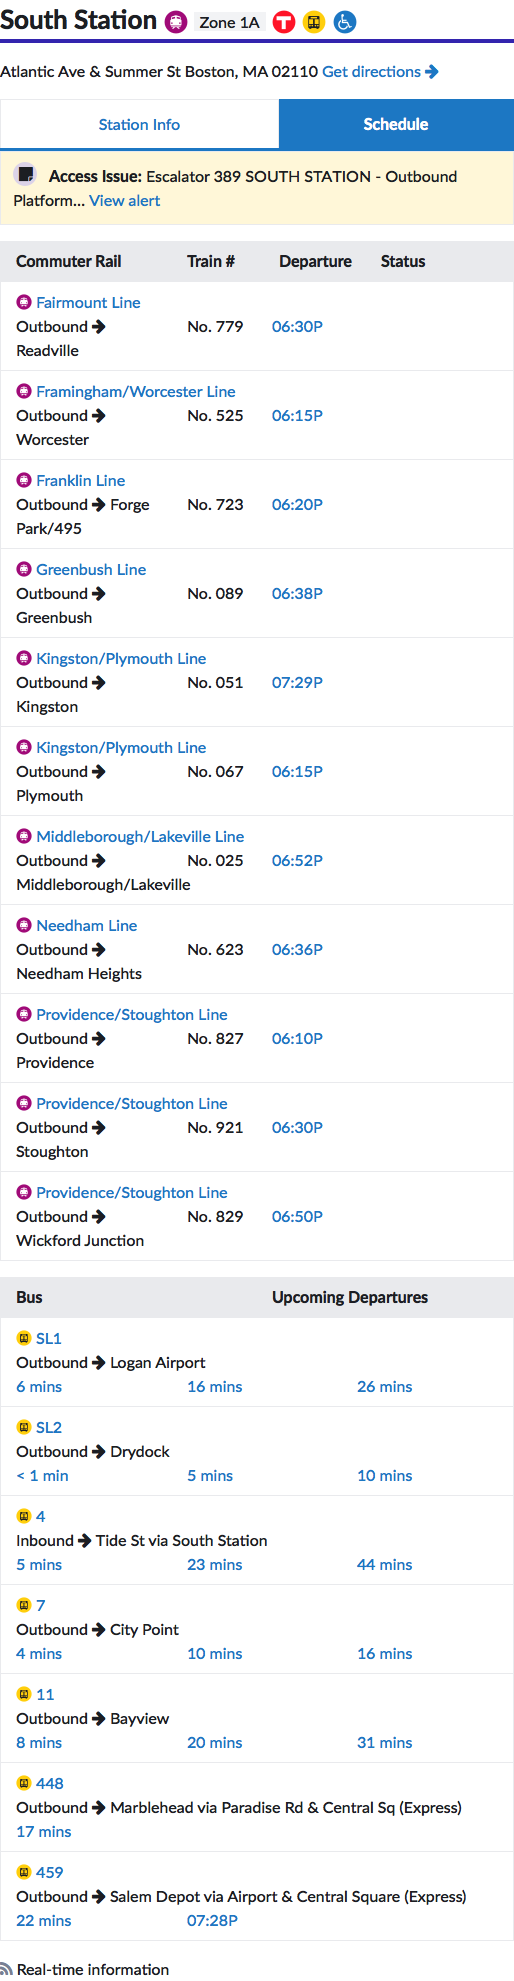 South Station Zone 1A T
Atlantic Ave & Summer St Boston, MA 02110 Get directions →
Station Info Schedule
Access Issue: Escalator 389 SOUTH STATION - Outbound
Platform... View alert
Commuter Rail Train # Departure Status
Fairmount Line
Outbound → No. 779 06:30P
Readville
Framingham/Worcester Line
Outbound → No. 525 06:15P
Worcester
Franklin Line
Outbound → Forge No. 723 06:20P
Park/495
Greenbush Line
Outbound → No. 089 06:38P
Greenbush
Kingston/Plymouth Line
Outbound → No. 051 07:29P
Kingston
Kingston/Plymouth Line
Outbound → No. 067 06:15P
Plymouth
Middleborough/Lakeville Line
Outbound → No. 025 06:52P
Middleborough/Lakeville
Needham Line
Outbound → No. 623 06:36P
Needham Heights
Providence/Stoughton Line
Outbound → No. 827 06:10P
Providence
Providence/Stoughton Line
Outbound → No. 921 06:30P
Stoughton
Providence/Stoughton Line
Outbound → No. 829 06:50P
Wickford Junction
Bus Upcoming Departures
SL1
Outbound → Logan Airport
6 mins 16 mins 26 mins
SL2
Outbound → Drydock
< 1 min 5 mins 10 mins
4
Inbound → Tide St via South Station
5 mins 23 mins 44 mins
7
Outbound → City Point
4 mins 10 mins 16 mins
11
Outbound → Bayview
8 mins 20 mins 31 mins
448
Outbound → Marblehead via Paradise Rd & Central Sq (Express)
17 mins
459
Outbound → Salem Depot via Airport & Central Square (Express)
22 mins 07:28P
Real-time information